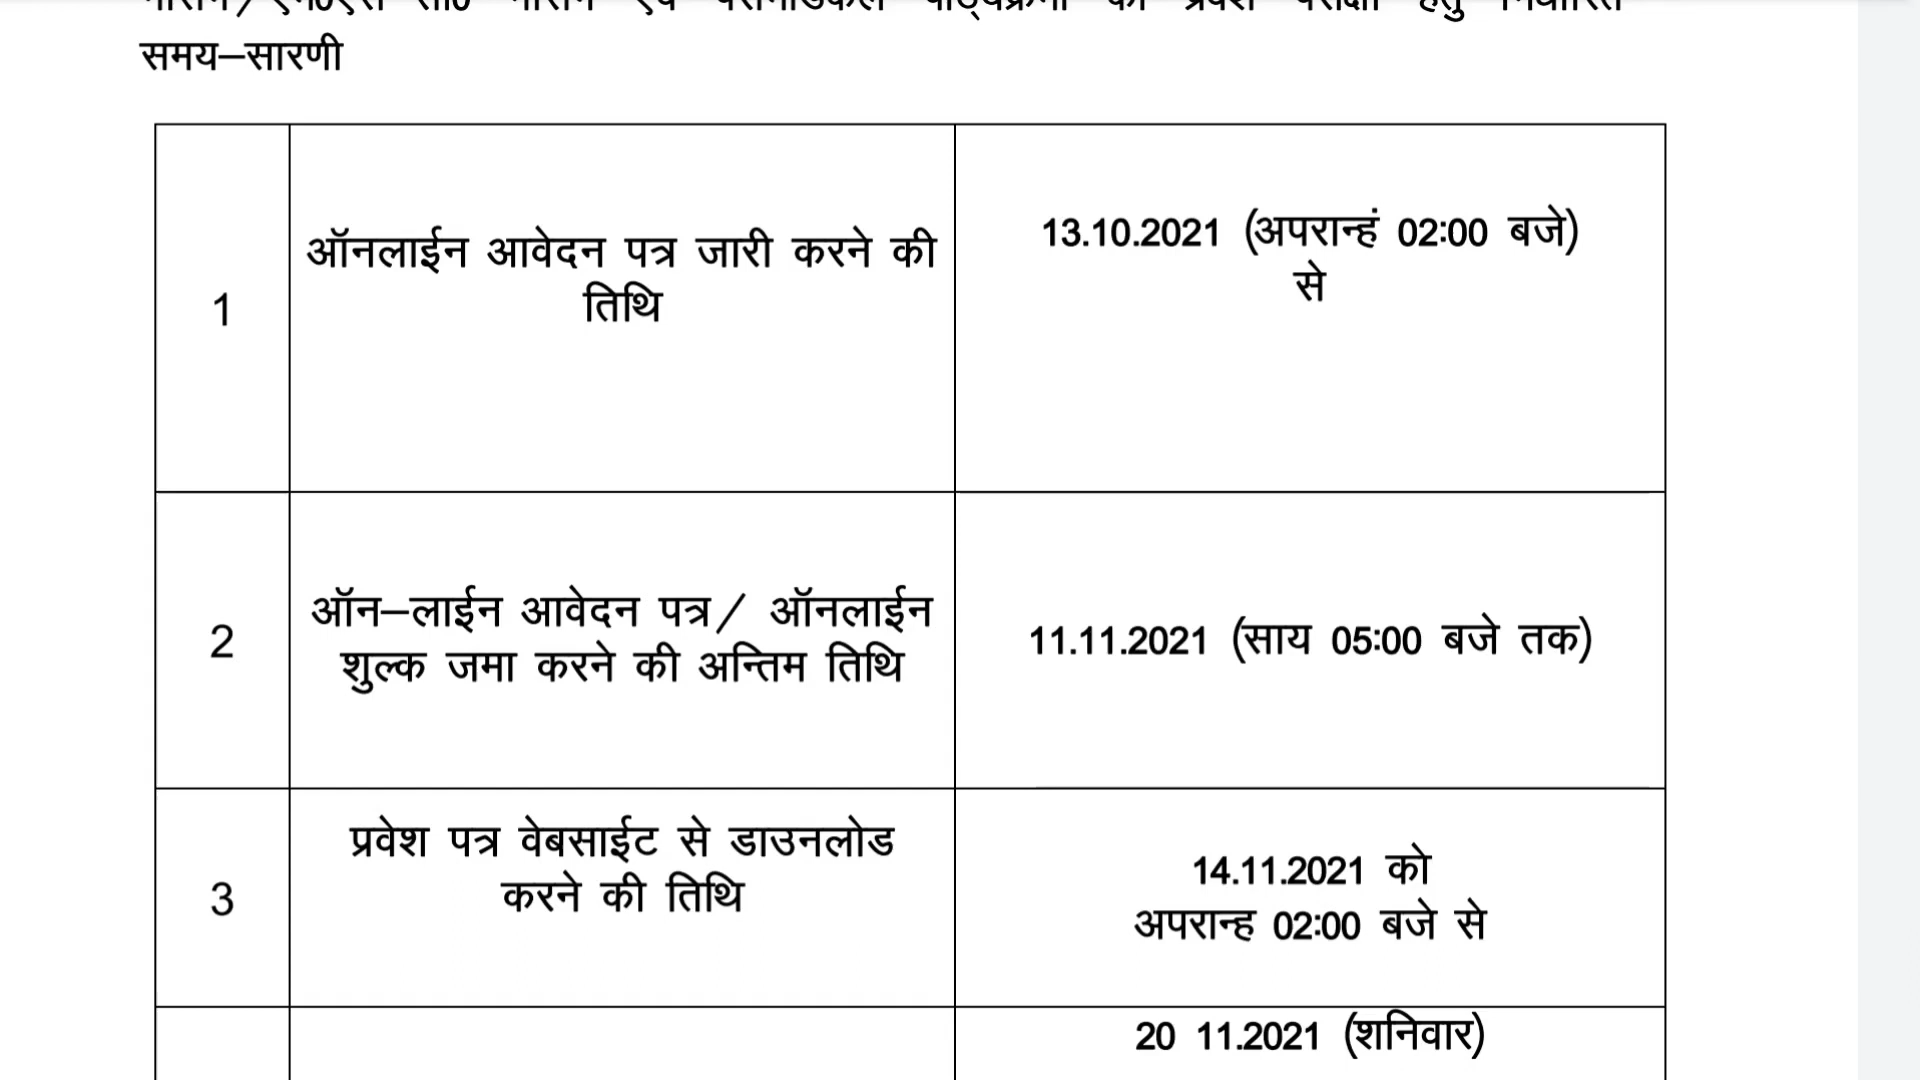 समय–सारणी
1
ऑनलाईन आवेदन पत्र जारी करने की
तिथि
13.10.2021 (अपरान्हं 02:00 बजे)
से
2
ऑन–लाईन आवेदन पत्र/ ऑनलाईन
शुल्क जमा करने की अन्तिम तिथि
11.11.2021 (साय 05:00 बजे तक)
3
प्रवेश पत्र वेबसाईट से डाउनलोड
करने की तिथि
14.11.2021 को
अपरान्ह 02:00 बजे से
20 11.2021 (शनिवार)